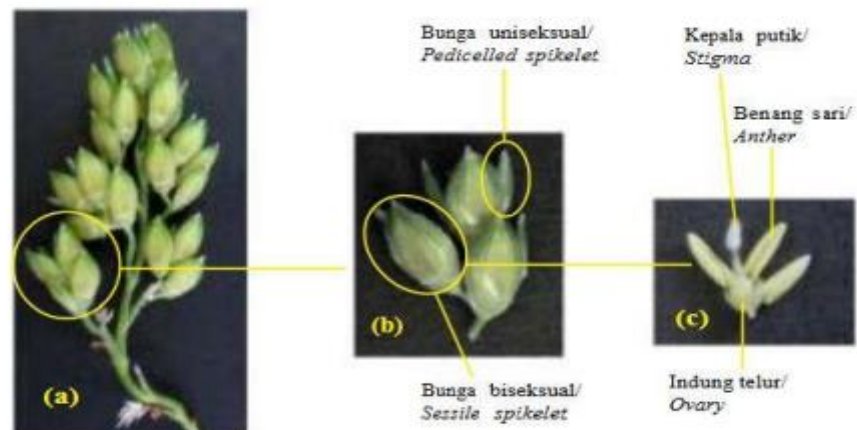 Bunga uniseksual/
Pedicelled spikelet
Kepala putik/
Stigma
Benang sari/
Anther
(a)
(b)
(c)
Bunga biseksual/
Sessile spikelet
Indung telur/
Ovary